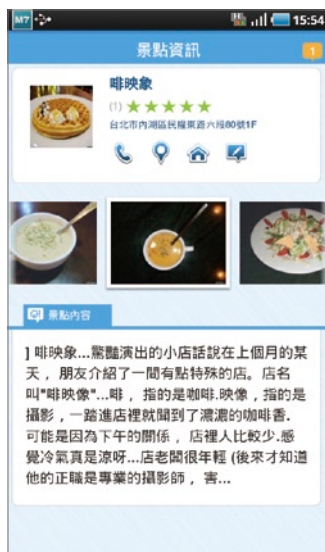 M7 15:54
景點資訊
1
啡映象
(1)
台北市內湖區民權東路六段80號1F
景點內容
] 啡映象...驚豔演出的小店話說在上個月的某
天， 朋友介紹了一間有點特殊的店。店名
叫"啡映像"...啡， 指的是咖啡.映像，指的是
攝影，一踏進店裡就聞到了濃濃的咖啡香.
可能是因為下午的關係， 店裡人比較少.感
覺冷氣真是涼呀...店老闆很年輕 (後來才知道
他的正職是專業的攝影師， 害...